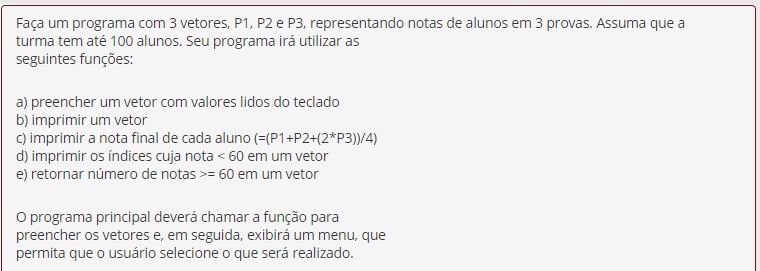 Faça um programa com 3 vetores, P1, P2 e P3, representando notas de alunos em 3 provas. Assuma que a
turma tem até 100 alunos. Seu programa irá utilizar as
seguintes funções:
a) preencher um vetor com valores lidos do teclado
b) imprimir um vetor
c) imprimir a nota final de cada aluno (=(P1+P2+(2*P3))/4)
d) imprimir os índices cuja nota < 60 em um vetor
e) retornar número de notas >= 60 em um vetor
O programa principal deverá chamar a função para
preencher os vetores e, em seguida, exibirá um menu, que
permita que o usuário selecione o que será realizado.